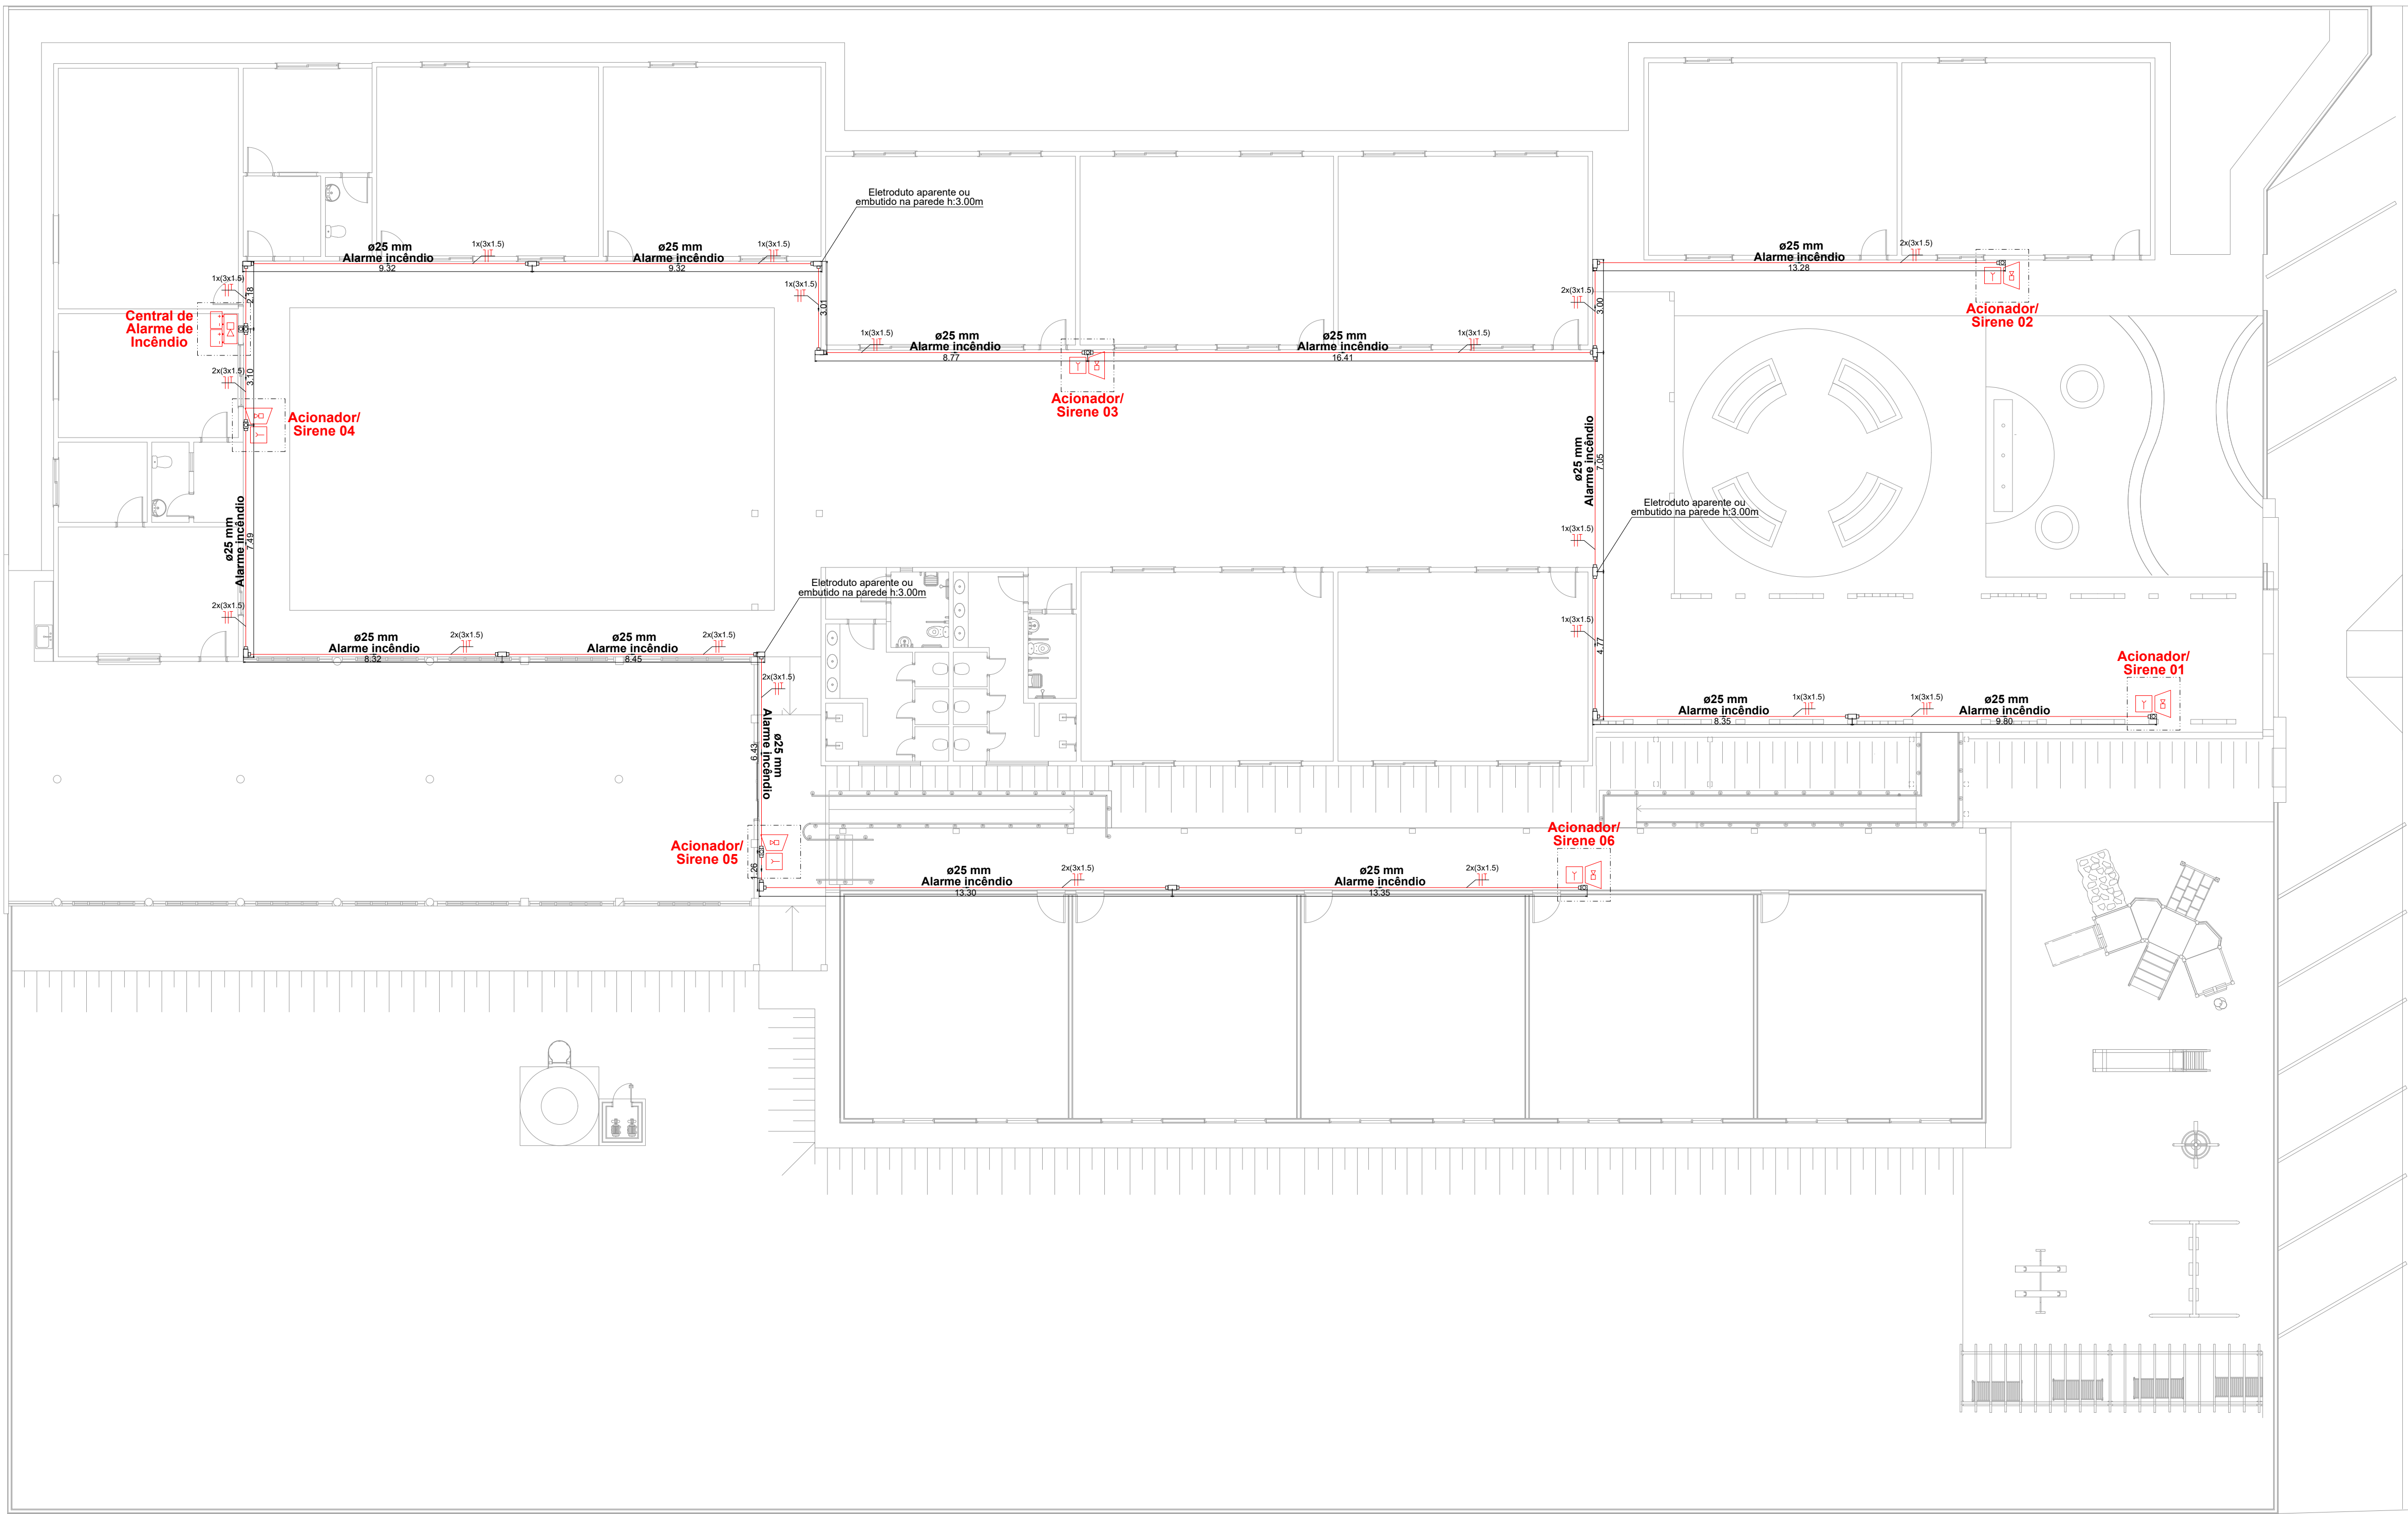 Eletroduto aparente ou
embutido na parede h:3.00m
ø25 mm
Alarme incêndio
9.32
1x(3x1.5)
ø25 mm
Alarme incêndio
9.32
1x(3x1.5)
1x(3x1.5)
2.18
Central de
Alarme de
Incêndio
2x(3x1.5)
3.10
Acionador/
Sirene 04
ø25 mm
Alarme incêndio
7.49
2x(3x1.5)
1x(3x1.5)
3.01
1x(3x1.5)
ø25 mm
Alarme incêndio
8.77
Acionador/
Sirene 03
ø25 mm
Alarme incêndio
16.41
1x(3x1.5)
2x(3x1.5)
3.00
ø25 mm
Alarme incêndio
13.28
2x(3x1.5)
Acionador/
Sirene 02
ø25 mm
Alarme incêndio
7.05
1x(3x1.5)
Eletroduto aparente ou
embutido na parede h:3.00m
1x(3x1.5)
4.77
ø25 mm
Alarme incêndio
8.35
1x(3x1.5)
1x(3x1.5)
ø25 mm
Alarme incêndio
9.80
Acionador/
Sirene 01
Eletroduto aparente ou
embutido na parede h:3.00m
ø25 mm
Alarme incêndio
8.32
2x(3x1.5)
ø25 mm
Alarme incêndio
8.45
2x(3x1.5)
2x(3x1.5)
ø25 mm
Alarme incêndio
6.43
Acionador/
Sirene 05
1.26
ø25 mm
Alarme incêndio
13.30
2x(3x1.5)
ø25 mm
Alarme incêndio
13.35
2x(3x1.5)
Acionador/
Sirene 06